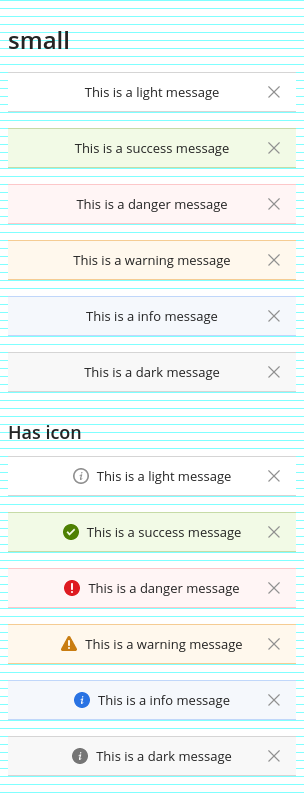 small
This is a light message
This is a success message
This is a danger message
This is a warning message
This is a info message
This is a dark message
Has icon
This is a light message
This is a success message
This is a danger message
This is a warning message
This is a info message
This is a dark message